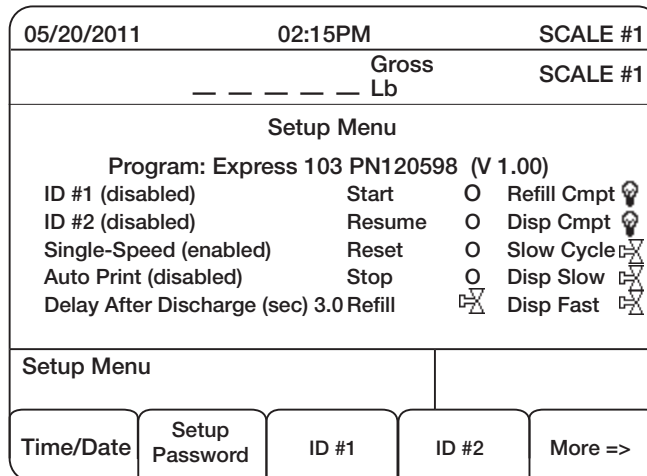 05/20/2011 02:15PM SCALE #1
Gross SCALE #1
_ _ _ _ _ Lb
Setup Menu
Program: Express 103 PN120598 (V 1.00)
ID #1 (disabled) Start O Refill Cmpt
ID #2 (disabled) Resume O Disp Cmpt
Single-Speed (enabled) Reset O Slow Cycle
Auto Print (disabled) Stop O Disp Slow
Delay After Discharge (sec) 3.0 Refill Disp Fast
Setup Menu
Time/Date Setup Password ID #1 ID #2 More =>